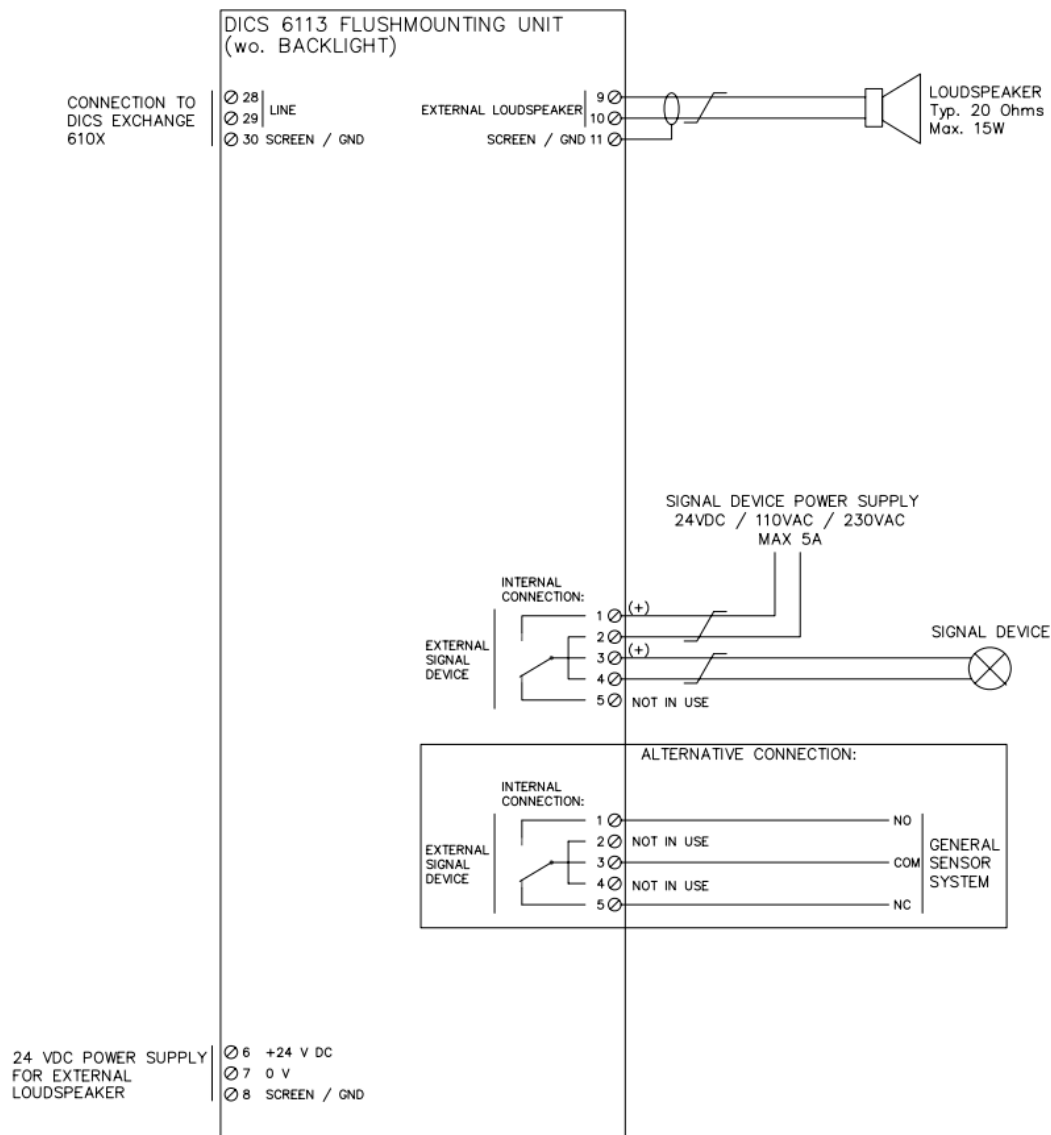 DICS 6113 FLUSHMOUNTING UNIT
(wo. BACKLIGHT)
CONNECTION TO
DICS EXCHANGE
610X
28
29
LINE
30 SCREEN / GND
EXTERNAL LOUDSPEAKER
9
10
SCREEN / GND 11
LOUDSPEAKER
Typ. 20 Ohms
Max. 15W
SIGNAL DEVICE POWER SUPPLY
24VDC / 110VAC / 230VAC
MAX 5A
INTERNAL
CONNECTION:
EXTERNAL
SIGNAL
DEVICE
1 (+)
2
3 (+)
4
5 NOT IN USE
SIGNAL DEVICE
ALTERNATIVE CONNECTION:
INTERNAL
CONNECTION:
EXTERNAL
SIGNAL
DEVICE
1 NO
2 NOT IN USE
3 COM
4 NOT IN USE
5 NC
GENERAL
SENSOR
SYSTEM
24 VDC POWER SUPPLY
FOR EXTERNAL
LOUDSPEAKER
6 +24 V DC
7 0 V
8 SCREEN / GND